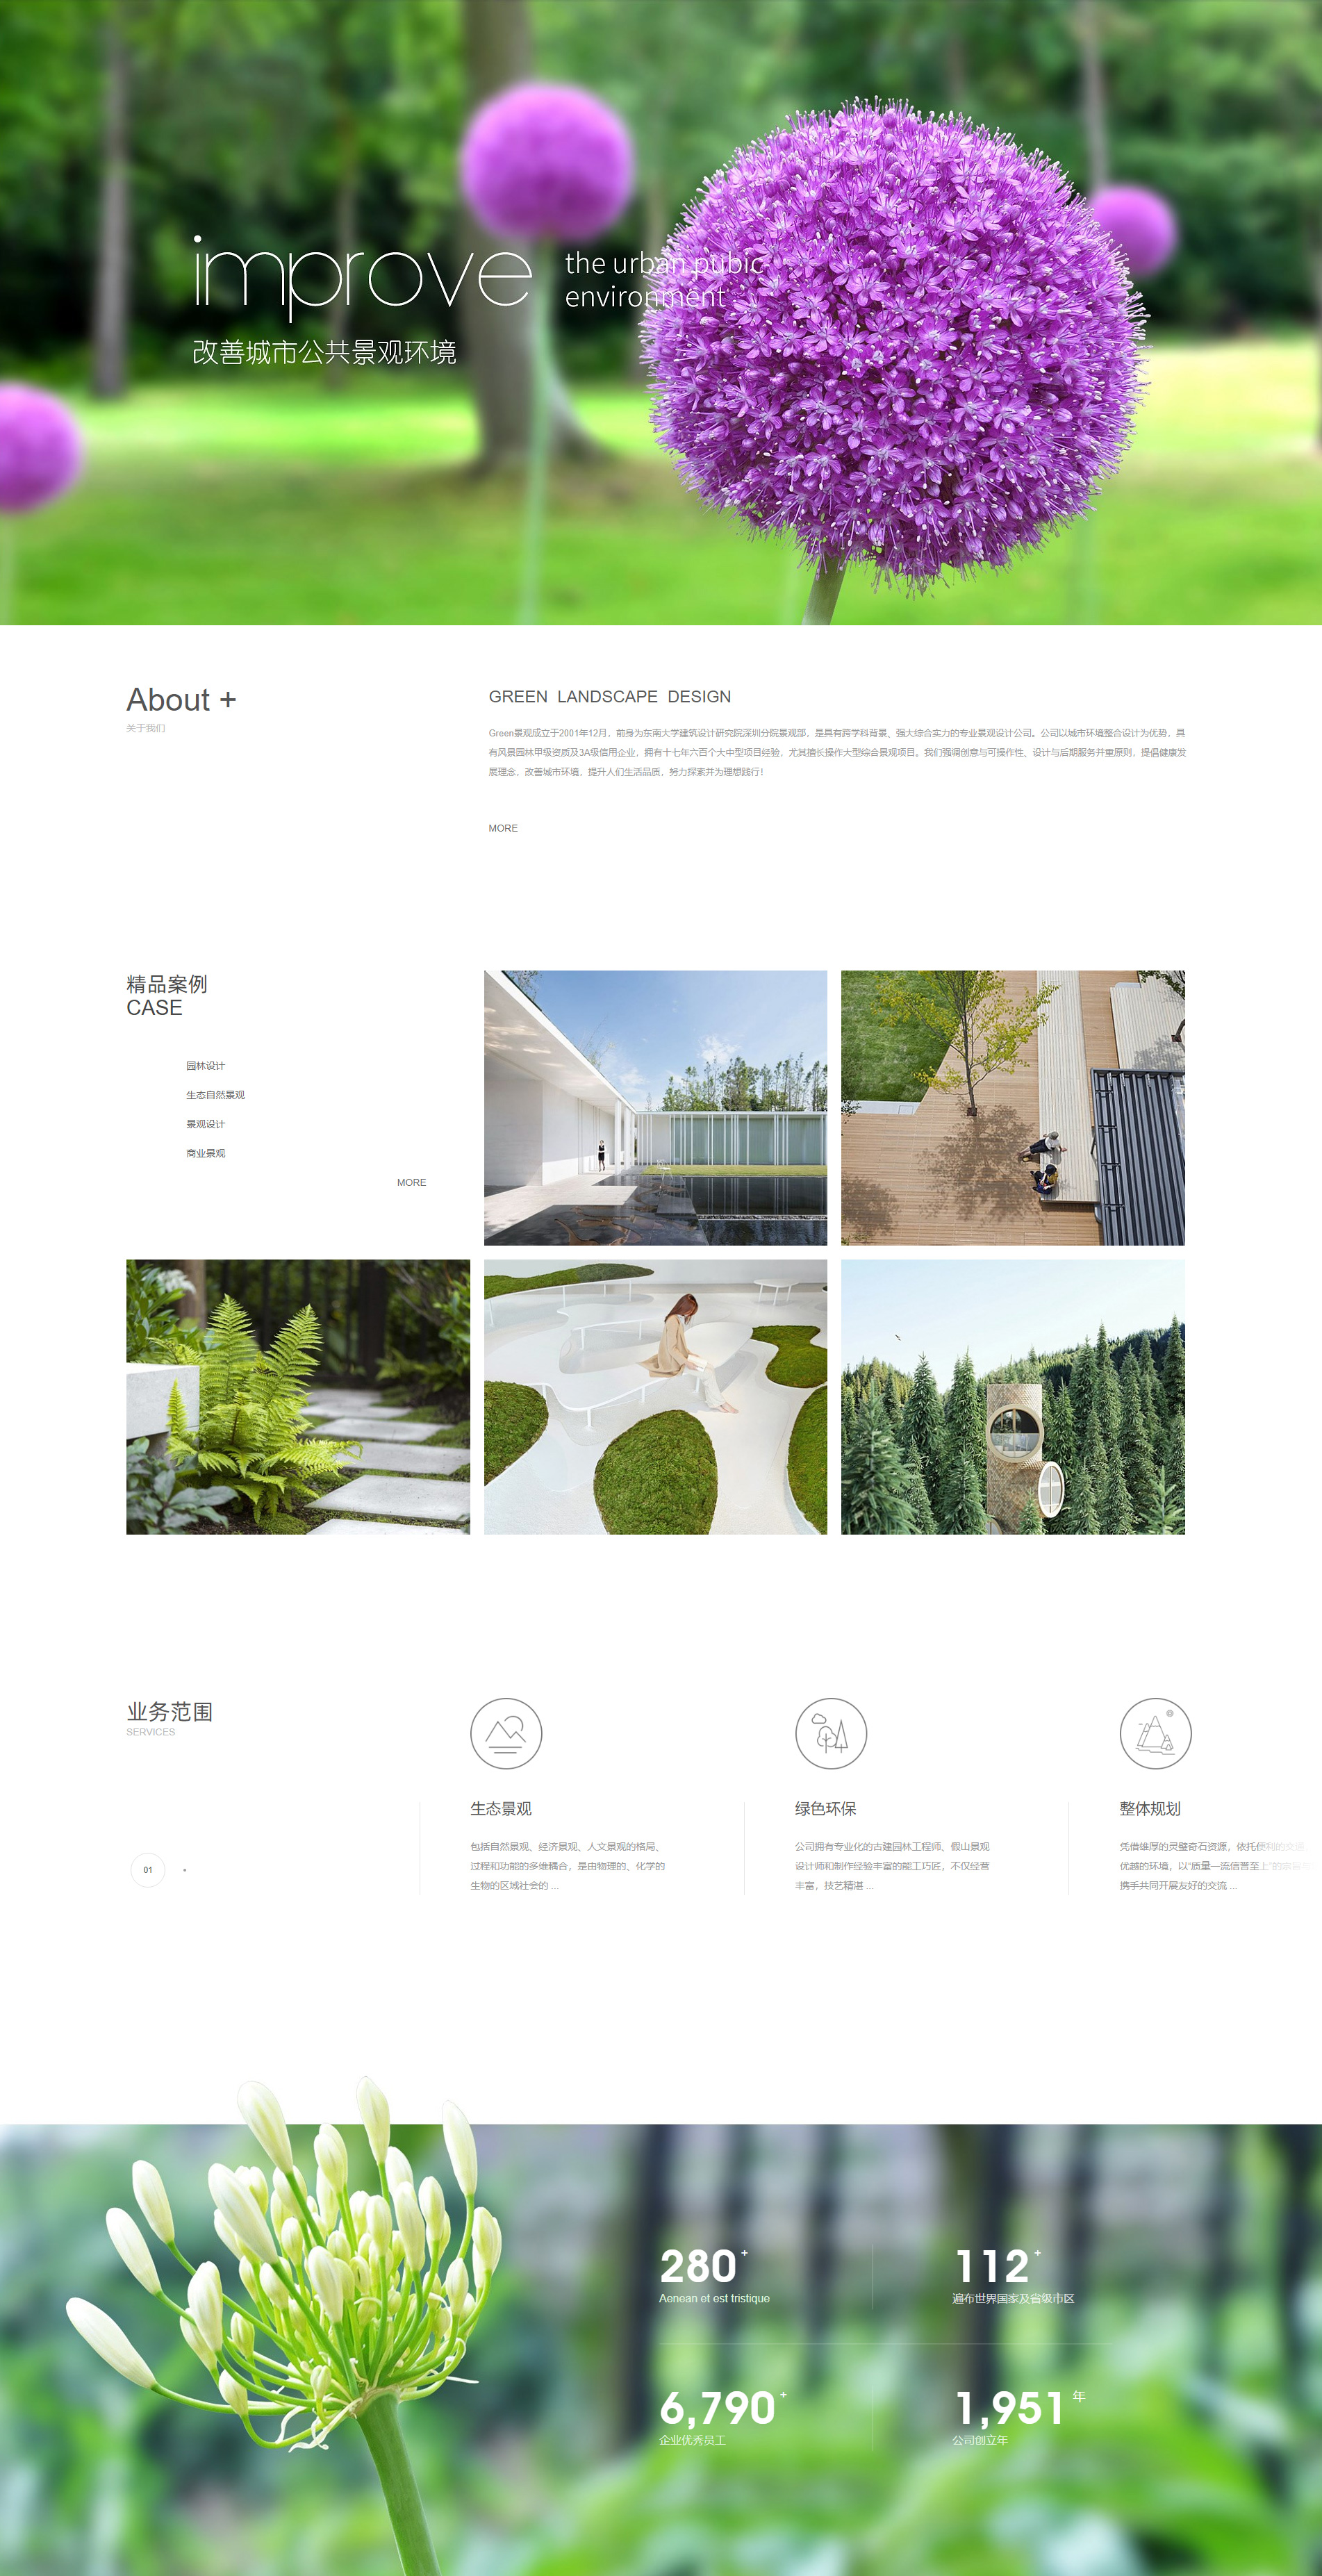 improve
the urban pubic
environment
改善城市公共景观环境
About +
关于我们
GREEN LANDSCAPE DESIGN
Green景观成立于2001年12月，前身为东南大学建筑设计研究院深圳分院景观部，是具有跨学科背景、强大综合实力的专业景观设计公司。公司以城市环境整合设计为优势，具
有风景园林甲级资质及3A级信用企业，拥有十七年六百个大中型项目经验，尤其擅长操作大型综合景观项目。我们强调创意与可操作性、设计与后期服务并重原则，提倡健康发
展理念，改善城市环境，提升人们生活品质，努力探索并为理想践行！
MORE
精品案例
CASE
园林设计
生态自然景观
景观设计
商业景观
MORE
业务范围
SERVICES
01
生态景观
包括自然景观、经济景观、人文景观的格局、
过程和功能的多维耦合，是由物理的、化学的
生物的区域社会的 ...
绿色环保
公司拥有专业化的古建园林工程师、假山景观
设计师和制作经验丰富的能工巧匠，不仅经营
丰富，技艺精湛 ...
整体规划
凭借雄厚的灵璧奇石资源，依托便利的交通、
优越的环境，以“质量一流信誉至上”的
携手共同开展友好的交流 ...
280+
Aenean et est tristique
112+
遍布世界国家及省级市区
6,790+
企业优秀员工
1,951年
公司创立年